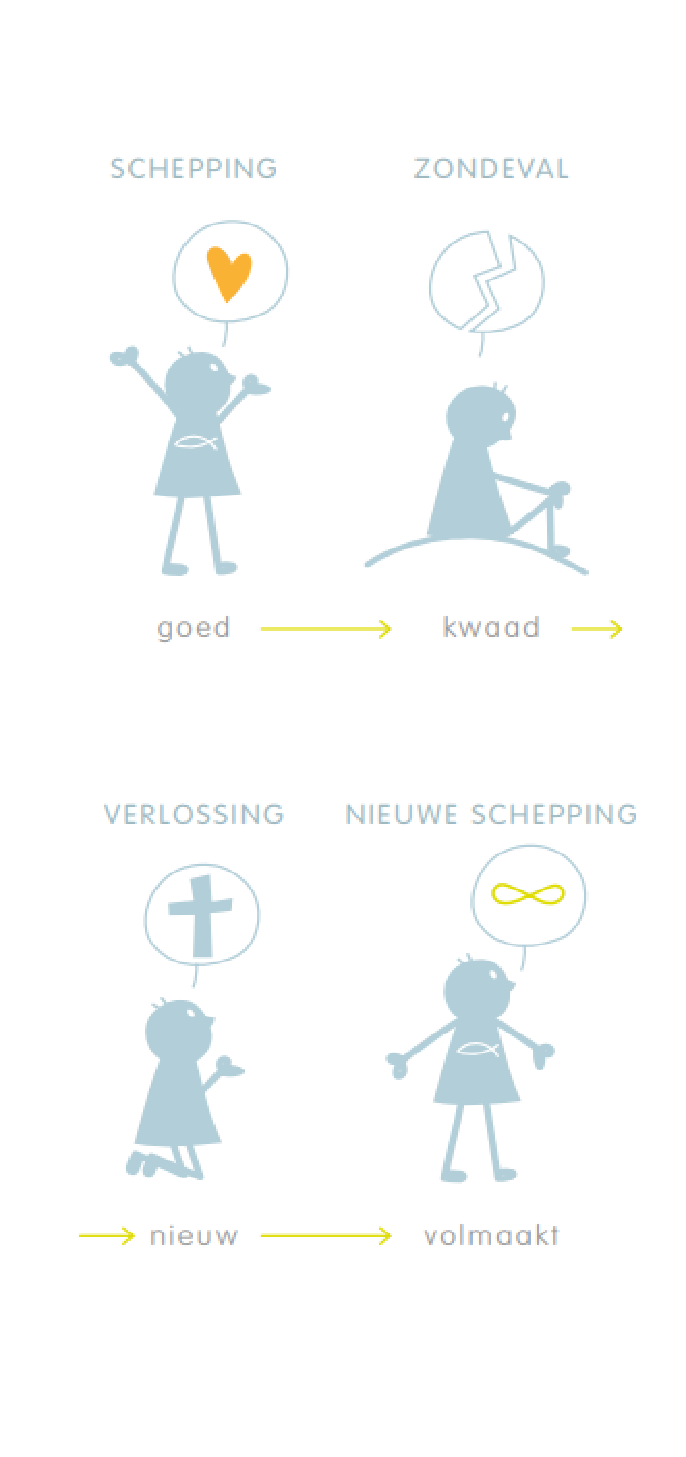 SCHEPPING ZONDEVAL
goed kwaad
VERLOSSING NIEUWE SCHEPPING
nieuw volmaakt